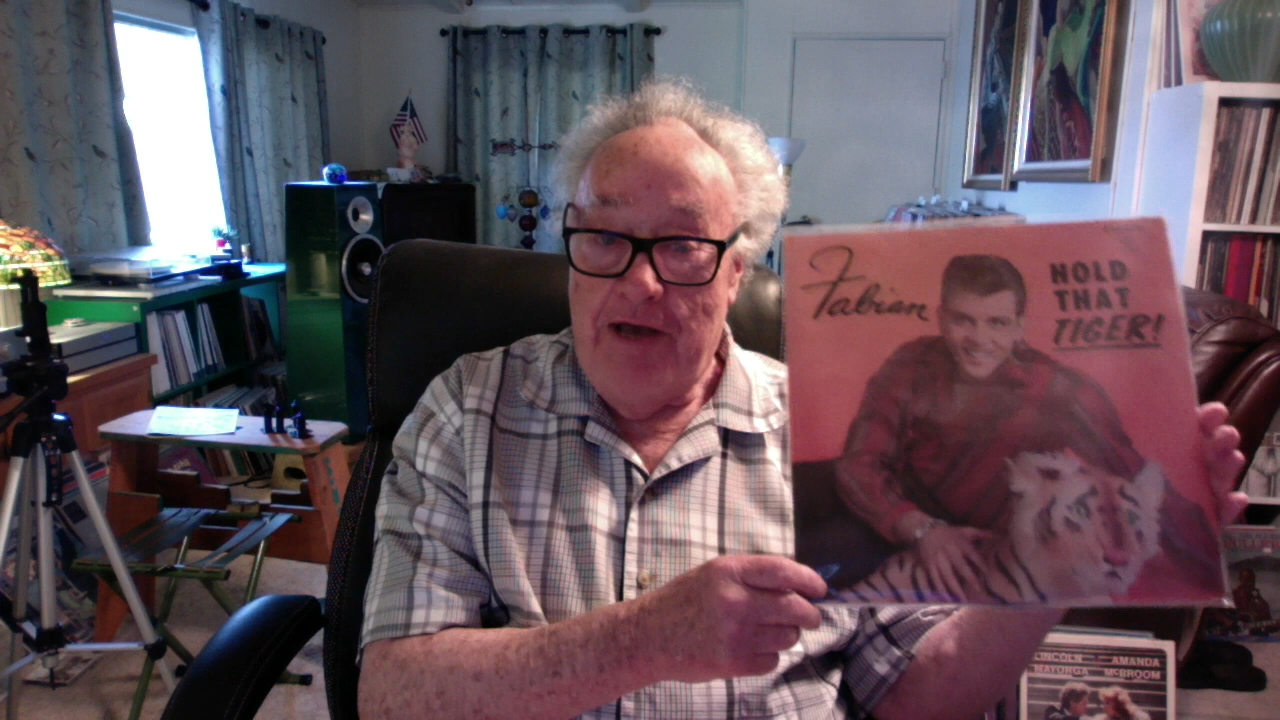 Fabian
HOLD
THAT
TIGER!
LINCOLN AMANDA
MAYORGA McBROOM